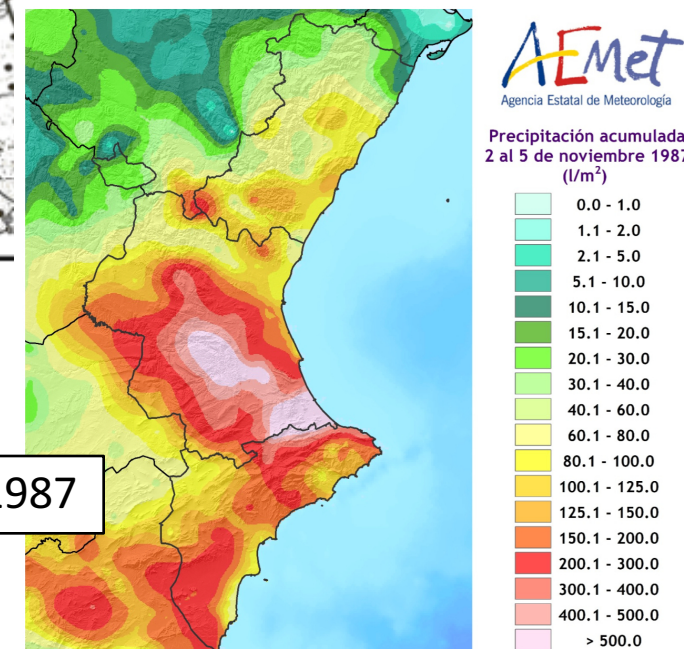 AEMet
Agencia Estatal de Meteorología
Precipitación acumulada
2 al 5 de noviembre 1987
(l/m²)
0.0 - 1.0
1.1 - 2.0
2.1 - 5.0
5.1 - 10.0
10.1 - 15.0
15.1 - 20.0
20.1 - 30.0
30.1 - 40.0
40.1 - 60.0
60.1 - 80.0
80.1 - 100.0
100.1 - 125.0
125.1 - 150.0
150.1 - 200.0
200.1 - 300.0
300.1 - 400.0
400.1 - 500.0
> 500.0
987